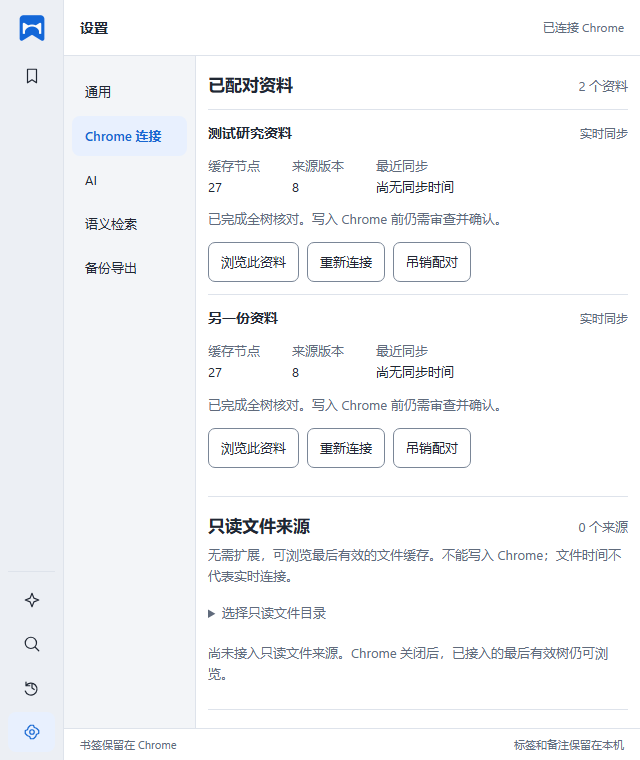 设置
已连接 Chrome
通用
Chrome 连接
AI
语义检索
备份导出
已配对资料
2 个资料
测试研究资料
实时同步
缓存节点 来源版本 最近同步
27 8 尚无同步时间
已完成全树核对。写入 Chrome 前仍需审查并确认。
浏览此资料 重新连接 吊销配对
另一份资料
实时同步
缓存节点 来源版本 最近同步
27 8 尚无同步时间
已完成全树核对。写入 Chrome 前仍需审查并确认。
浏览此资料 重新连接 吊销配对
只读文件来源
0 个来源
无需扩展，可浏览最后有效的文件缓存。不能写入 Chrome；文件时间不
代表实时连接。
选择只读文件目录
尚未接入只读文件来源。Chrome 关闭后，已接入的最后有效树仍可浏
览。
书签保留在 Chrome
标签和备注保留在本机